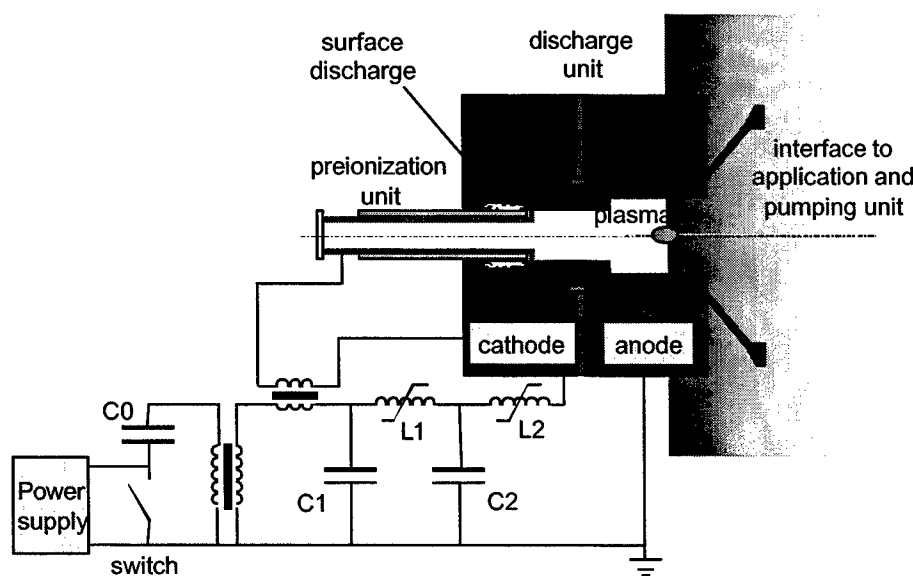 surface
discharge
discharge
unit
preionization
unit
plasma
interface to
application and
pumping unit
cathode
anode
C0
L1
L2
C1
C2
Power
supply
switch